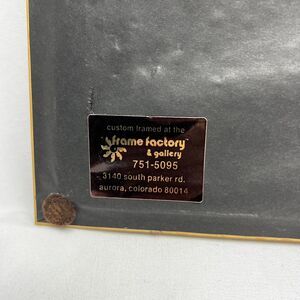 custom framed at the
frame factory
& gallery
751-5095
3140 south parker rd.
aurora, colorado 80014